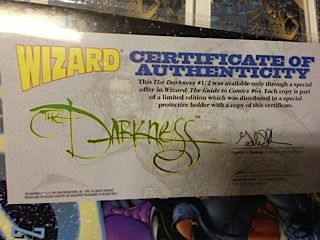 WIZARD
CERTIFICATE OF
AUTHENTICITY
This The Darkness #1/2 was available only through a special
offer in Wizard: The Guide to Comics #64. Each copy is part
of a limited edition which was distributed in a special
protective holder with a copy of this certificate.
THE DARKNESS